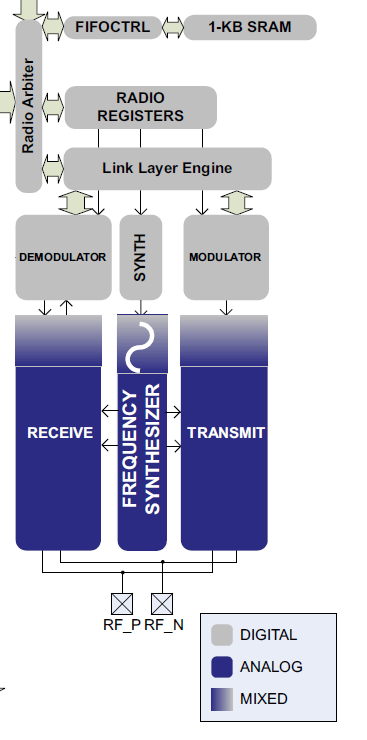 FIFOCTRL
1-KB SRAM
Radio Arbiter
RADIO
REGISTERS
Link Layer Engine
DEMODULATOR
SYNTH
MODULATOR
RECEIVE
FREQUENCY
SYNTHESIZER
TRANSMIT
RF_P
RF_N
DIGITAL
ANALOG
MIXED